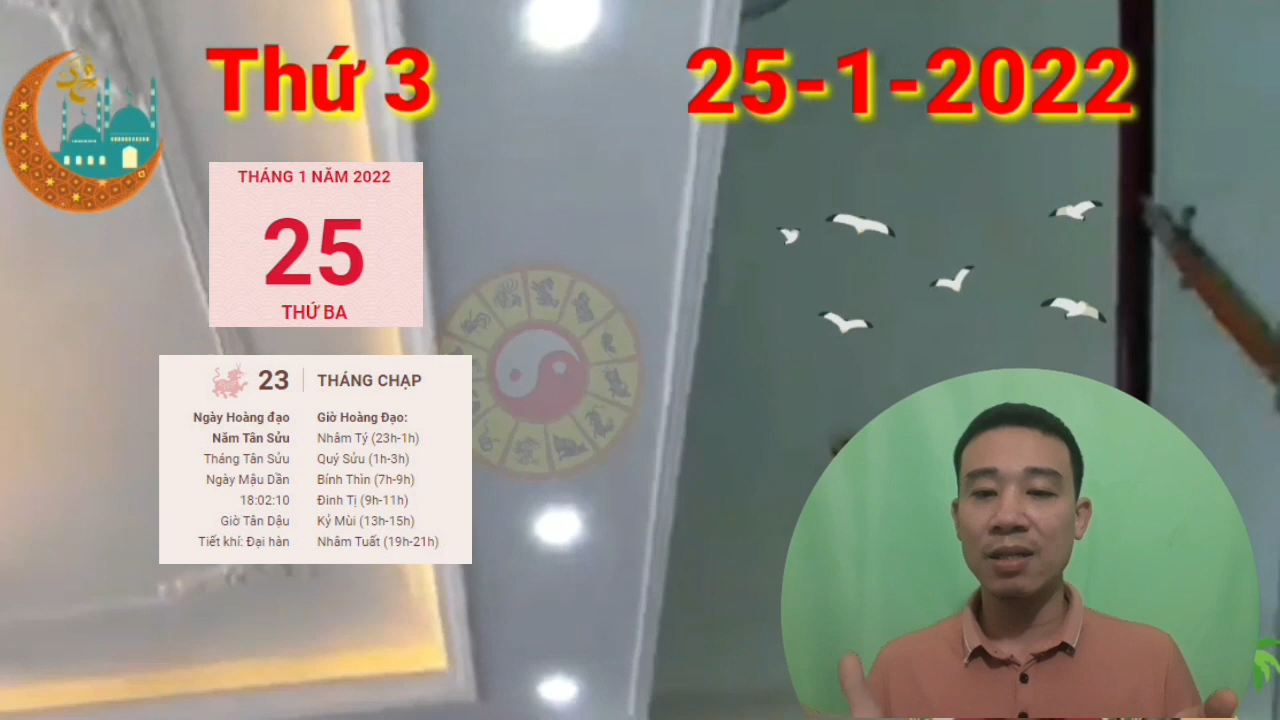 Thứ 3
25-1-2022
THÁNG 1 NĂM 2022
25
THỨ BA
23
THÁNG CHẠP
Ngày Hoàng đạo
Năm Tân Sửu
Tháng Tân Sửu
Ngày Mậu Dần
18:02:10
Giờ Tân Dậu
Tiết khí: Đại hàn
Giờ Hoàng Đạo:
Nhâm Tý (23h-1h)
Quý Sửu (1h-3h)
Bính Thìn (7h-9h)
Đinh Tị (9h-11h)
Kỷ Mùi (13h-15h)
Nhâm Tuất (19h-21h)